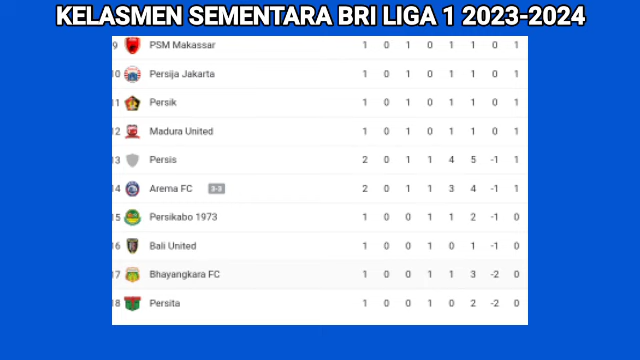 KELASMEN SEMENTARA BRI LIGA 1 2023-2024
9 PSM Makassar 1 0 1 0 1 1 0 1
10 Persija Jakarta 1 0 1 0 1 1 0 1
11 Persik 1 0 1 0 1 1 0 1
12 Madura United 1 0 1 0 1 1 0 1
13 Persis 2 0 1 1 4 5 -1 1
14 Arema FC 3-3 2 0 1 1 3 4 -1 1
15 Persikabo 1973 1 0 0 1 1 2 -1 0
16 Bali United 1 0 0 1 0 1 -1 0
17 Bhayangkara FC 1 0 0 1 1 3 -2 0
18 Persita 1 0 0 1 0 2 -2 0